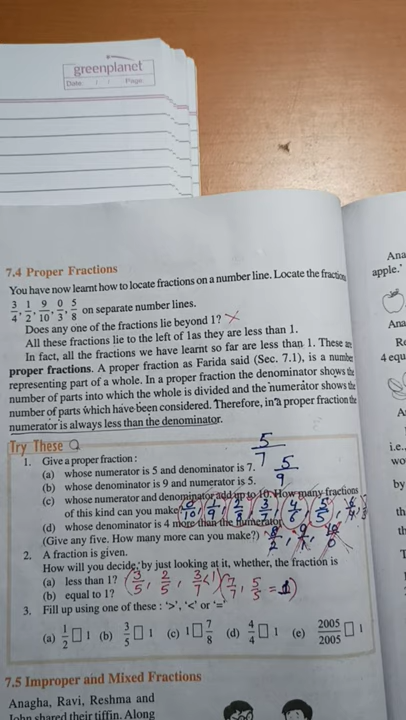 greenplanet
Date / / Page
7.4 Proper Fractions
You have now learnt how to locate fractions on a number line. Locate the fractions
3/4, 1/2, 9/10, 0/3, 5/8 on separate number lines.
Does any one of the fractions lie beyond 1? ×
All these fractions lie to the left of 1as they are less than 1.
In fact, all the fractions we have learnt so far are less than 1. These are
proper fractions. A proper fraction as Farida said (Sec. 7.1), is a number
representing part of a whole. In a proper fraction the denominator shows the
number of parts into which the whole is divided and the numerator shows the
number of parts which have been considered. Therefore, in a proper fraction the
numerator is always less than the denominator.
Try These
1. Give a proper fraction :
(a) whose numerator is 5 and denominator is 7. 5/7
(b) whose denominator is 9 and numerator is 5. 5/9
(c) whose numerator and denominator add up to 10. How many fractions
of this kind can you make?
(d) whose denominator is 4 more than the numerator.
(Give any five. How many more can you make?)
2. A fraction is given.
How will you decide, by just looking at it, whether, the fraction is
(a) less than 1? (3/5, 2/5, 3/7 <1)
(b) equal to 1? (7/7, 5/5 = 1)
3. Fill up using one of these : '>', '<' or '='
(a) 1/2 □ 1 (b) 3/5 □ 1 (c) 1 □ 7/8 (d) 4/4 □ 1 (e) 2005/2005 □ 1
7.5 Improper and Mixed Fractions
Anagha, Ravi, Reshma and
John shared their tiffin. Along
Ana
apple.'
Ana
4 equ
i.e.,
wo
by